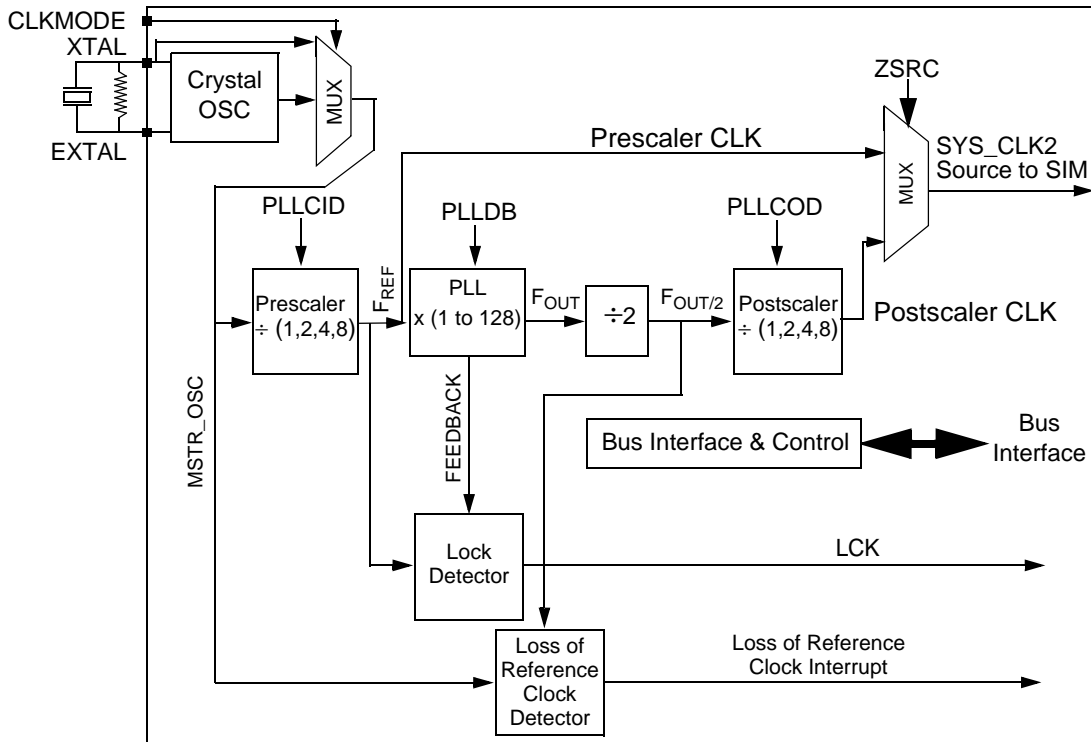 CLKMODE
XTAL
EXTAL
Crystal
OSC
MUX
ZSRC
Prescaler CLK
MUX
SYS_CLK2
Source to SIM
PLLCID
PLLDB
PLLCOD
Prescaler
÷ (1,2,4,8)
FREF
PLL
x (1 to 128)
FOUT
÷2
FOUT/2
Postscaler
÷ (1,2,4,8)
Postscaler CLK
MSTR_OSC
FEEDBACK
Bus Interface & Control
Bus
Interface
Lock
Detector
LCK
Loss of
Reference
Clock
Detector
Loss of Reference
Clock Interrupt